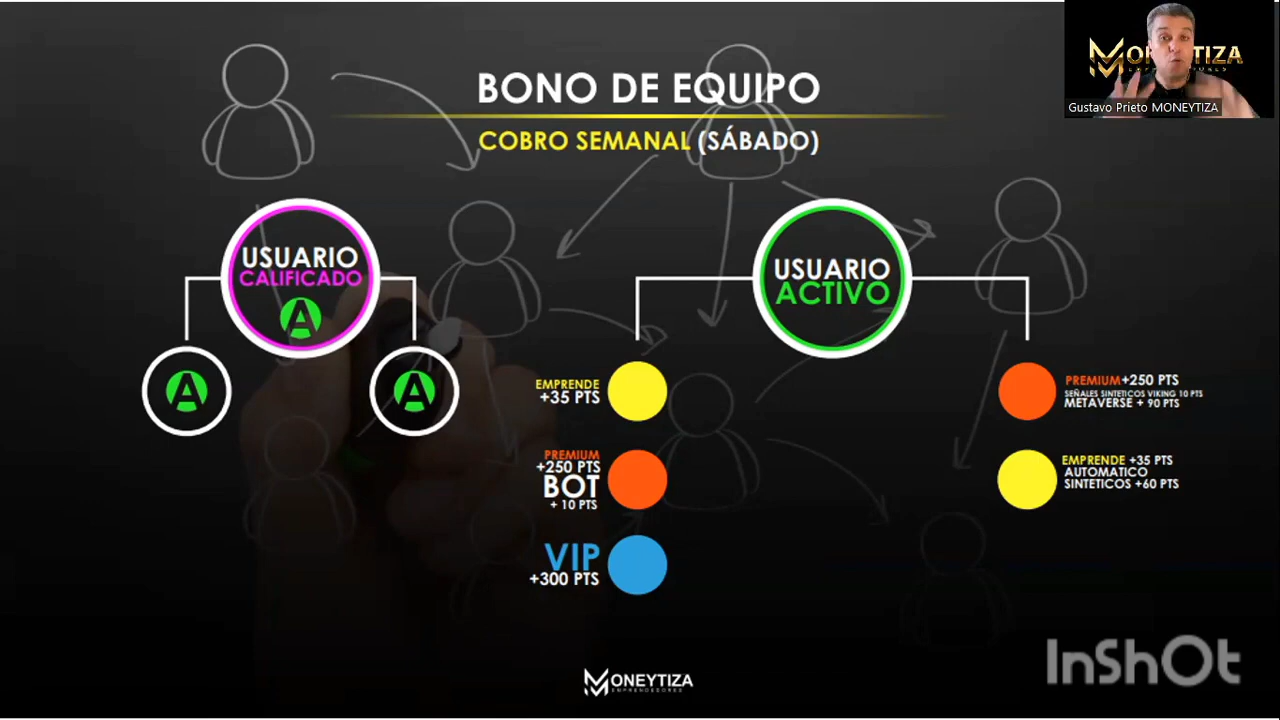 BONO DE EQUIPO
COBRO SEMANAL (SÁBADO)
MONEYTIZA
Gustavo Prieto MONEYTIZA
USUARIO
CALIFICADO
A
A
A
USUARIO
ACTIVO
EMPRENDE
+35 PTS
PREMIUM
+250 PTS
BOT
+ 10 PTS
VIP
+300 PTS
PREMIUM+250 PTS
SEÑALES SINTETICOS VIKING 10 PTS
METAVERSE + 90 PTS
EMPRENDE +35 PTS
AUTOMATICO
SINTETICOS +60 PTS
MONEYTIZA
EMPRENDEDORES
InShOt